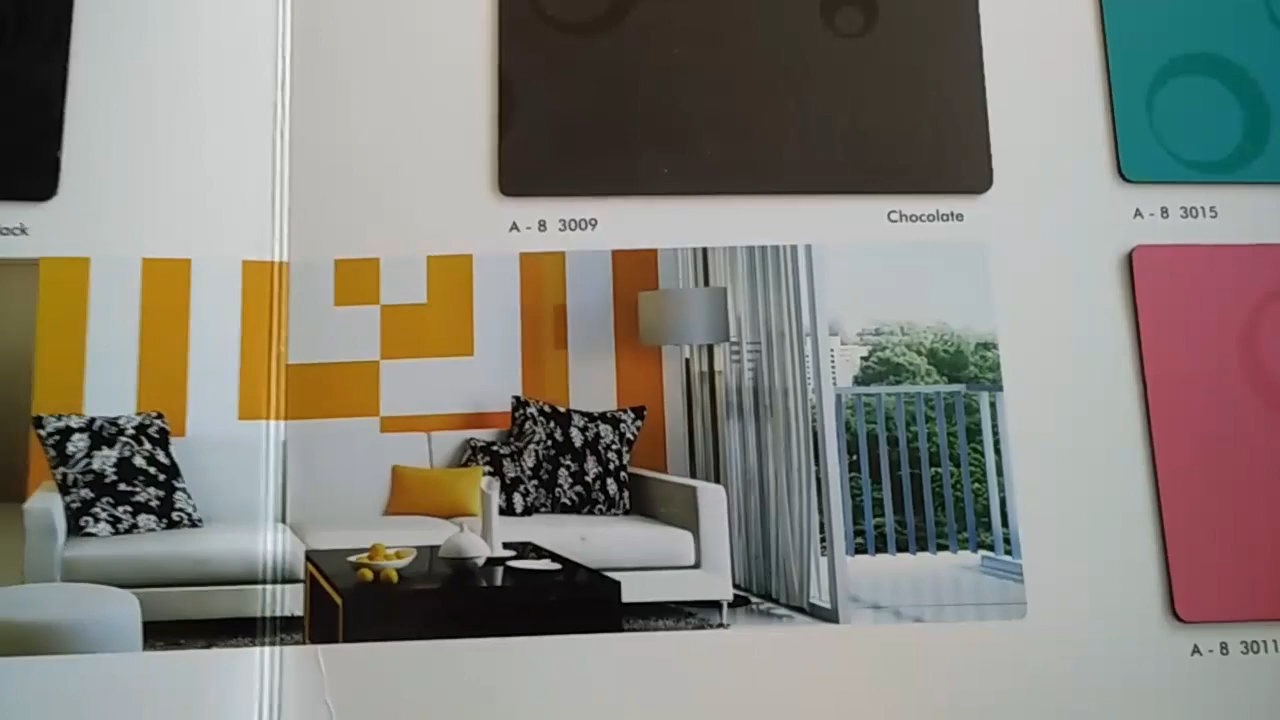 ack
A - 8 3009
Chocolate
A - 8 3015
A - 8 3011